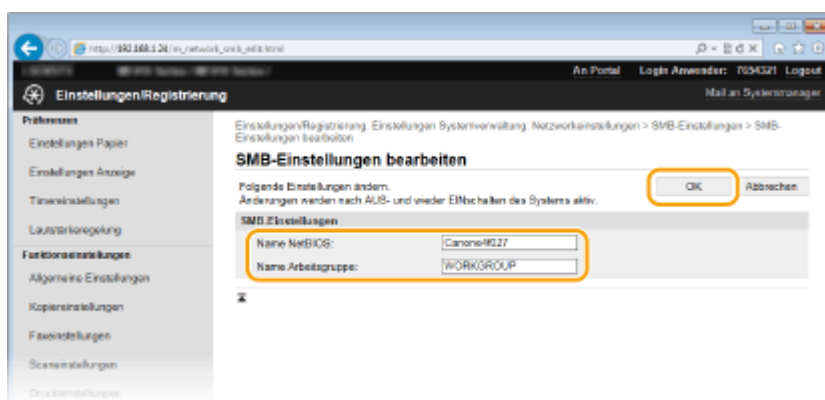 http://192.168.1.24/m_network_smb_edit.html
An Portal Login Anwender: 7654321 Logout
Einstellungen/Registrierung
Mail an Systemmanager
Präferenzen
Einstellungen Papier
Einstellungen Anzeige
Timereinstellungen
Lautstärkeregelung
Funktionseinstellungen
Allgemeine Einstellungen
Kopiereinstellungen
Faxeinstellungen
Scaneinstellungen
Druckeinstellungen
Einstellungen/Registrierung: Einstellungen Systemverwaltung: Netzwerkeinstellungen > SMB-Einstellungen > SMB-
Einstellungen bearbeiten
SMB-Einstellungen bearbeiten
Folgende Einstellungen ändern.
Änderungen werden nach AUS- und wieder EINschalten des Systems aktiv.
OK Abbrechen
SMB-Einstellungen
Name NetBIOS:
Name Arbeitsgruppe: WORKGROUP